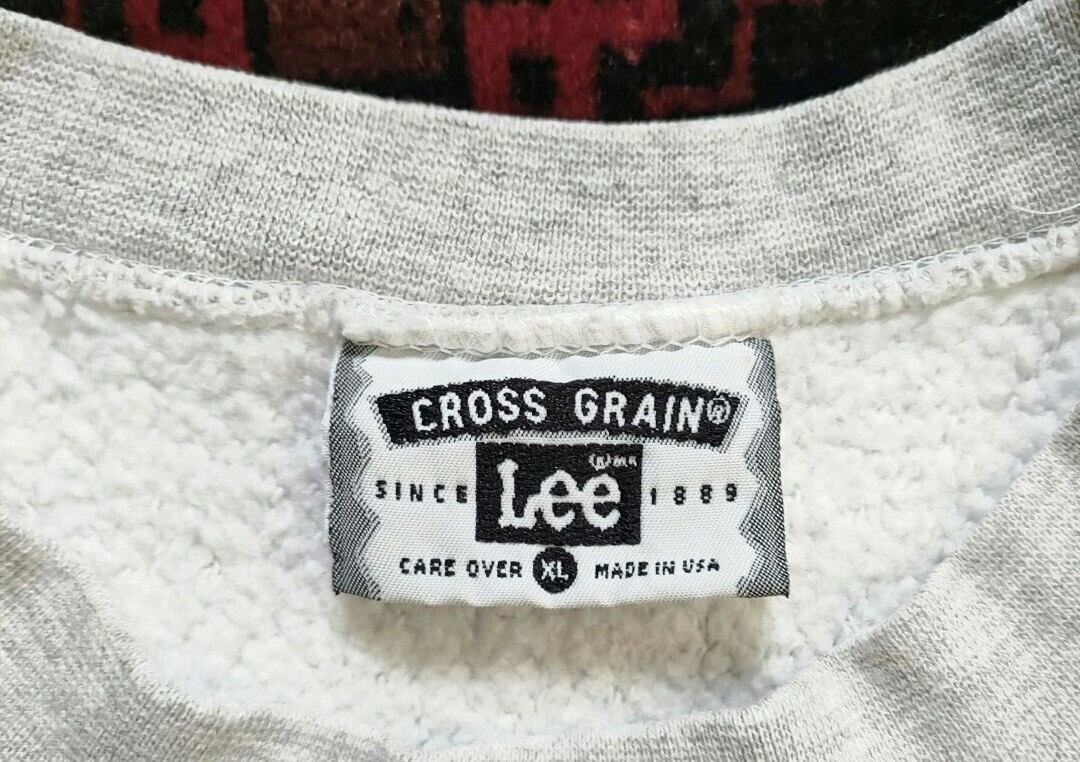 CROSS GRAIN®
SINCE Lee 1889
CARE OVER XL MADE IN USA